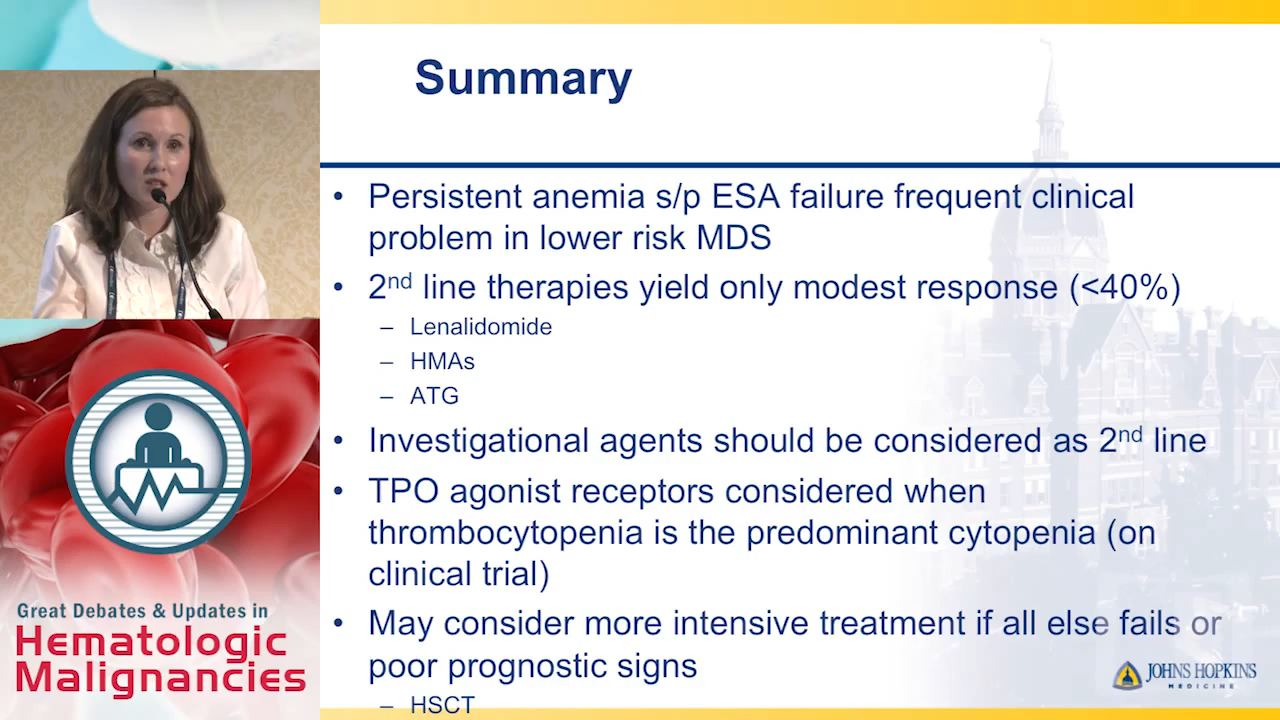 Summary
• Persistent anemia s/p ESA failure frequent clinical
problem in lower risk MDS
• 2nd line therapies yield only modest response (<40%)
– Lenalidomide
– HMAs
– ATG
• Investigational agents should be considered as 2nd line
• TPO agonist receptors considered when
thrombocytopenia is the predominant cytopenia (on
clinical trial)
• May consider more intensive treatment if all else fails or
poor prognostic signs
– HSCT
JOHNS HOPKINS
MEDICINE
Great Debates & Updates in
Hematologic
Malignancies